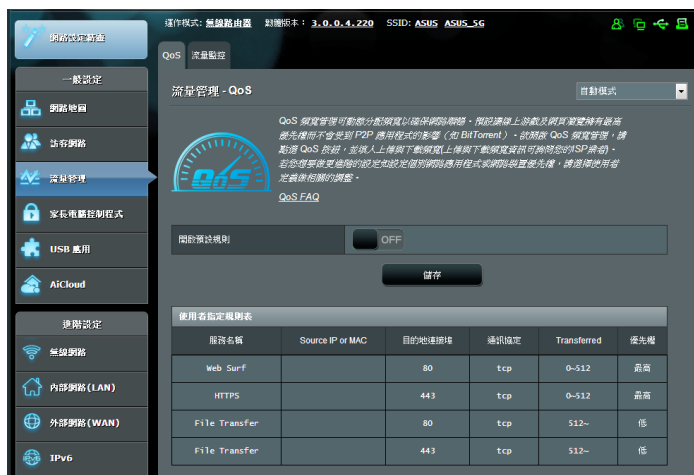 網路設定精靈
運作模式: 無線路由器 韌體版本： 3.0.0.4.220 SSID: ASUS ASUS_5G
QoS 流量監控
一般設定
網路地圖
訪客網路
流量管理
家長電腦控制程式
USB 應用
AiCloud
進階設定
無線網路
內部網路(LAN)
外部網路(WAN)
IPv6
流量管理 - QoS
自動模式
QoS 頻寬管理可動態分配頻寬以確保網路順暢。預設讓線上遊戲及網頁瀏覽擁有最高
優先權而不會受到 P2P 應用程式的影響（如 BitTorrent）。欲開啟 QoS 頻寬管理，請
點選 QoS 按鈕，並填入上傳與下載頻寬(上傳與下載頻寬資訊可詢問您的ISP業者)。
若您想要做更進階的設定如設定個別網路應用程式或網路裝置優先權，請選擇使用者
定義後相關的調整。
QoS
QoS FAQ
開啟預設規則 OFF
儲存
使用者指定規則表
服務名稱 Source IP or MAC 目的地連接埠 通訊協定 Transferred 優先權
Web Surf 80 tcp 0~512 最高
HTTPS 443 tcp 0~512 最高
File Transfer 80 tcp 512~ 低
File Transfer 443 tcp 512~ 低